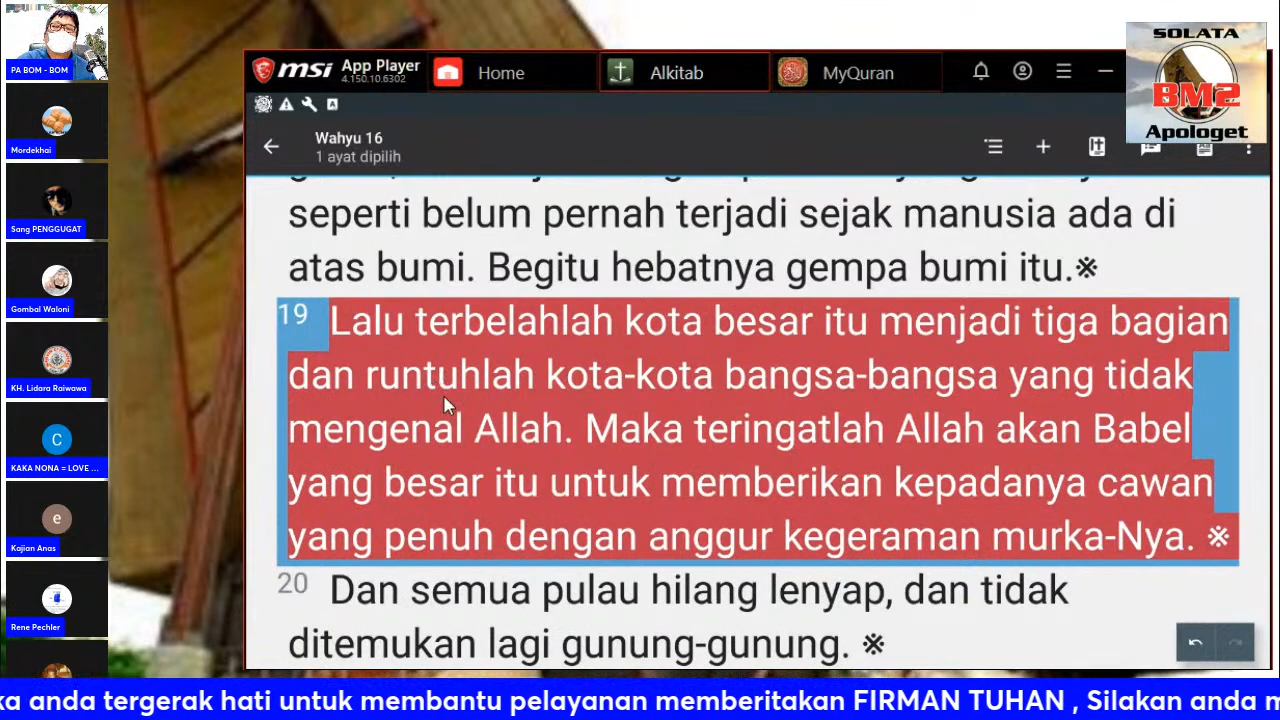 PA BOM - BOM
Mordekhai
Sang PENGGUGAT
Gombal Waloni
KH. Lidara Raiwawa
C
KAKA NONA = LOVE ...
e
Kajian Anas
Rene Pechler
msi App Player
4.150.10.6302
Home
Alkitab
MyQuran
SOLATA
BM2
Apologet
Wahyu 16
1 ayat dipilih
seperti belum pernah terjadi sejak manusia ada di
atas bumi. Begitu hebatnya gempa bumi itu.※
19 Lalu terbelahlah kota besar itu menjadi tiga bagian
dan runtuhlah kota-kota bangsa-bangsa yang tidak
mengenal Allah. Maka teringatlah Allah akan Babel
yang besar itu untuk memberikan kepadanya cawan
yang penuh dengan anggur kegeraman murka-Nya. ※
20 Dan semua pulau hilang lenyap, dan tidak
ditemukan lagi gunung-gunung. ※
ka anda tergerak hati untuk membantu pelayanan memberitakan FIRMAN TUHAN , Silakan anda m